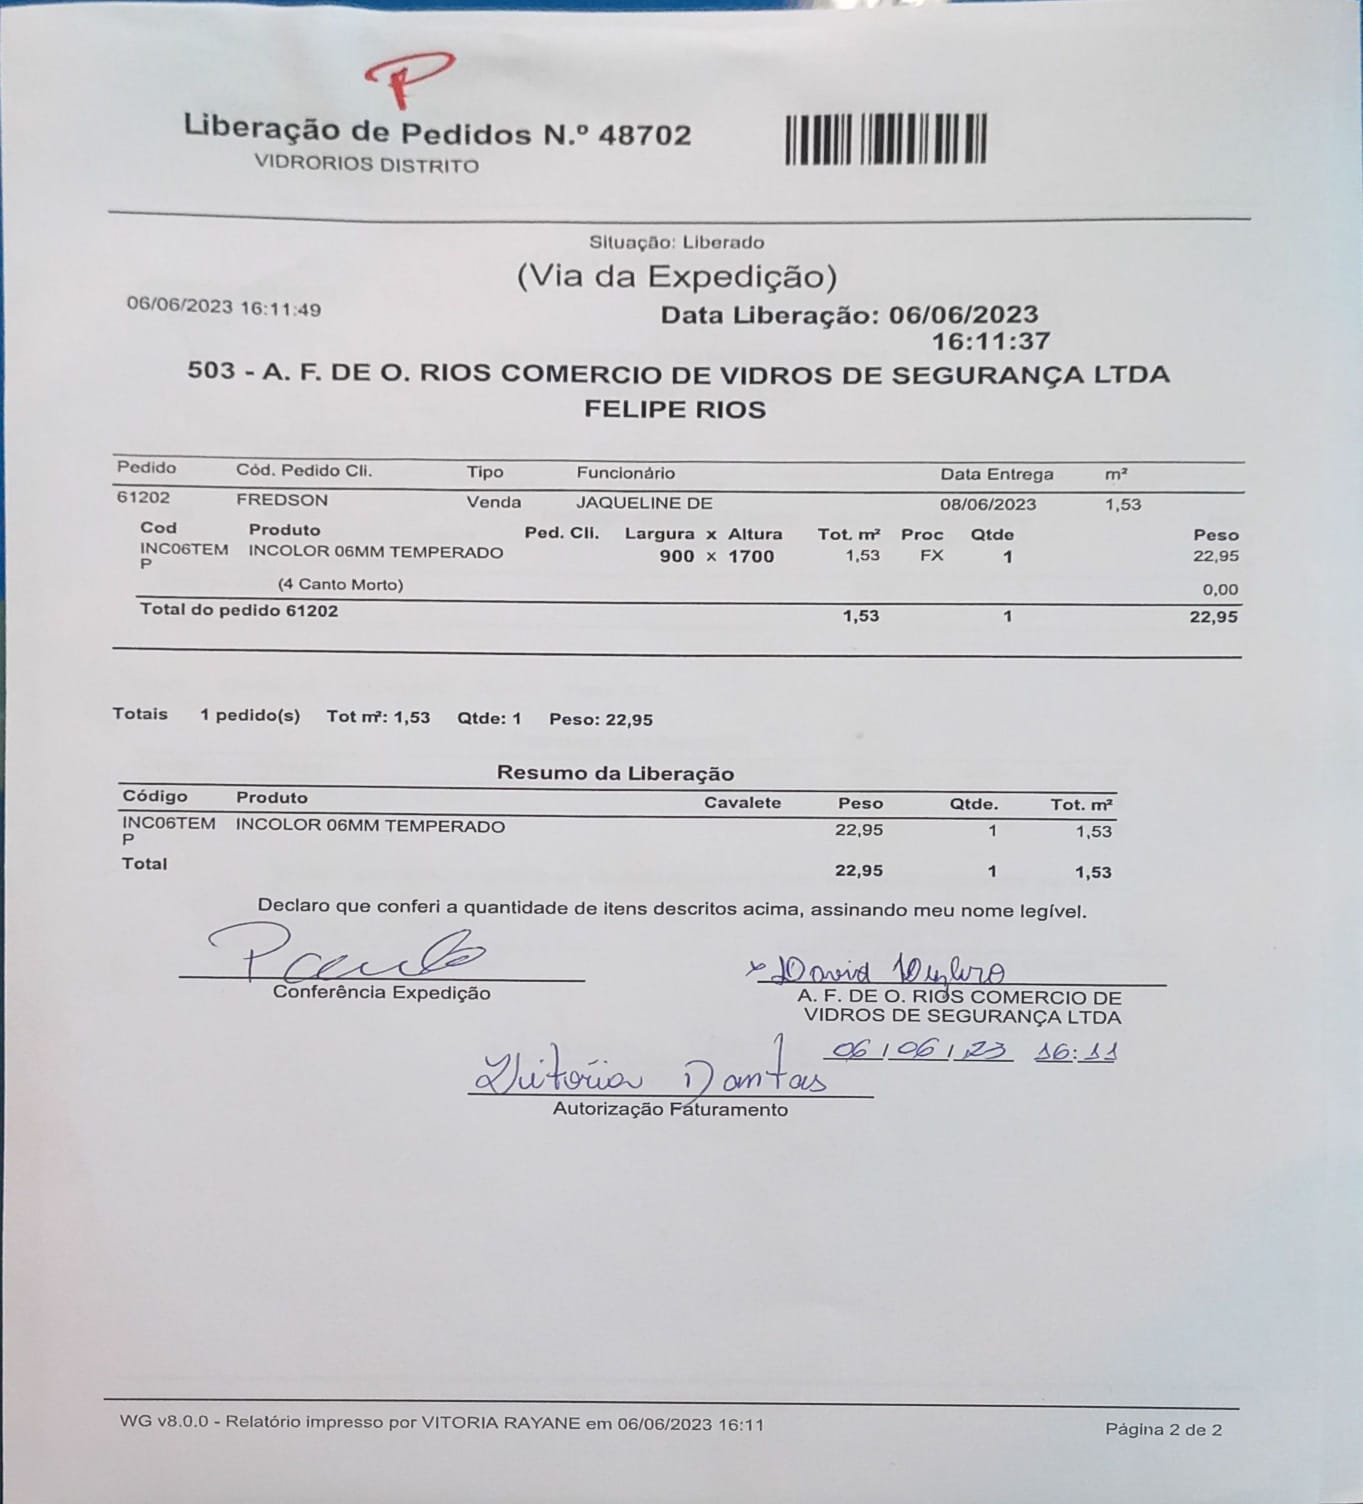 P
Liberação de Pedidos N.º 48702
VIDRORIOS DISTRITO
Situação: Liberado
(Via da Expedição)
06/06/2023 16:11:49
Data Liberação: 06/06/2023
16:11:37
503 - A. F. DE O. RIOS COMERCIO DE VIDROS DE SEGURANÇA LTDA
FELIPE RIOS
Pedido Cód. Pedido Cli. Tipo Funcionário Data Entrega m²
61202 FREDSON Venda JAQUELINE DE 08/06/2023 1,53
Cod Produto Ped. Cli. Largura x Altura Tot. m² Proc Qtde Peso
INC06TEM INCOLOR 06MM TEMPERADO 900 x 1700 1,53 FX 1 22,95
P
(4 Canto Morto) 0,00
Total do pedido 61202 1,53 1 22,95
Totais 1 pedido(s) Tot m²: 1,53 Qtde: 1 Peso: 22,95
Resumo da Liberação
Código Produto Cavalete Peso Qtde. Tot. m²
INC06TEM INCOLOR 06MM TEMPERADO 22,95 1 1,53
P
Total 22,95 1 1,53
Declaro que conferi a quantidade de itens descritos acima, assinando meu nome legível.
Paulo x David
Conferência Expedição
A. F. DE O. RIOS COMERCIO DE
VIDROS DE SEGURANÇA LTDA
06/06/23 16:11
Vitória Dantas
Autorização Faturamento
WG v8.0.0 - Relatório impresso por VITORIA RAYANE em 06/06/2023 16:11
Página 2 de 2